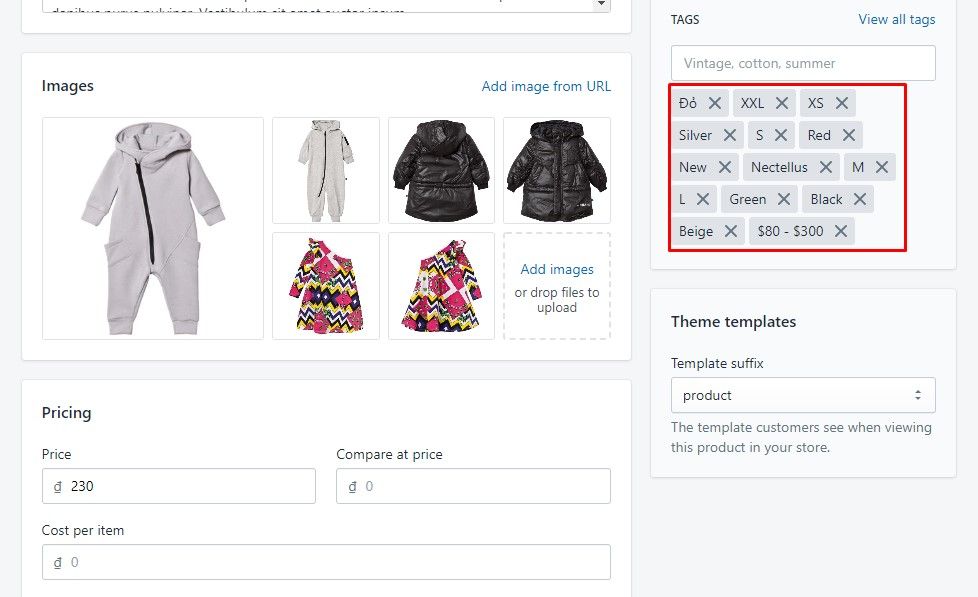 TAGS
View all tags
Vintage, cotton, summer
Đỏ
XXL
XS
Silver
S
Red
New
Nectellus
M
L
Green
Black
Beige
$80 - $300
Images
Add image from URL
Add images
or drop files to
upload
Theme templates
Template suffix
product
The template customers see when viewing
this product in your store.
Pricing
Price
Compare at price
₫ 230
₫ 0
Cost per item
₫ 0